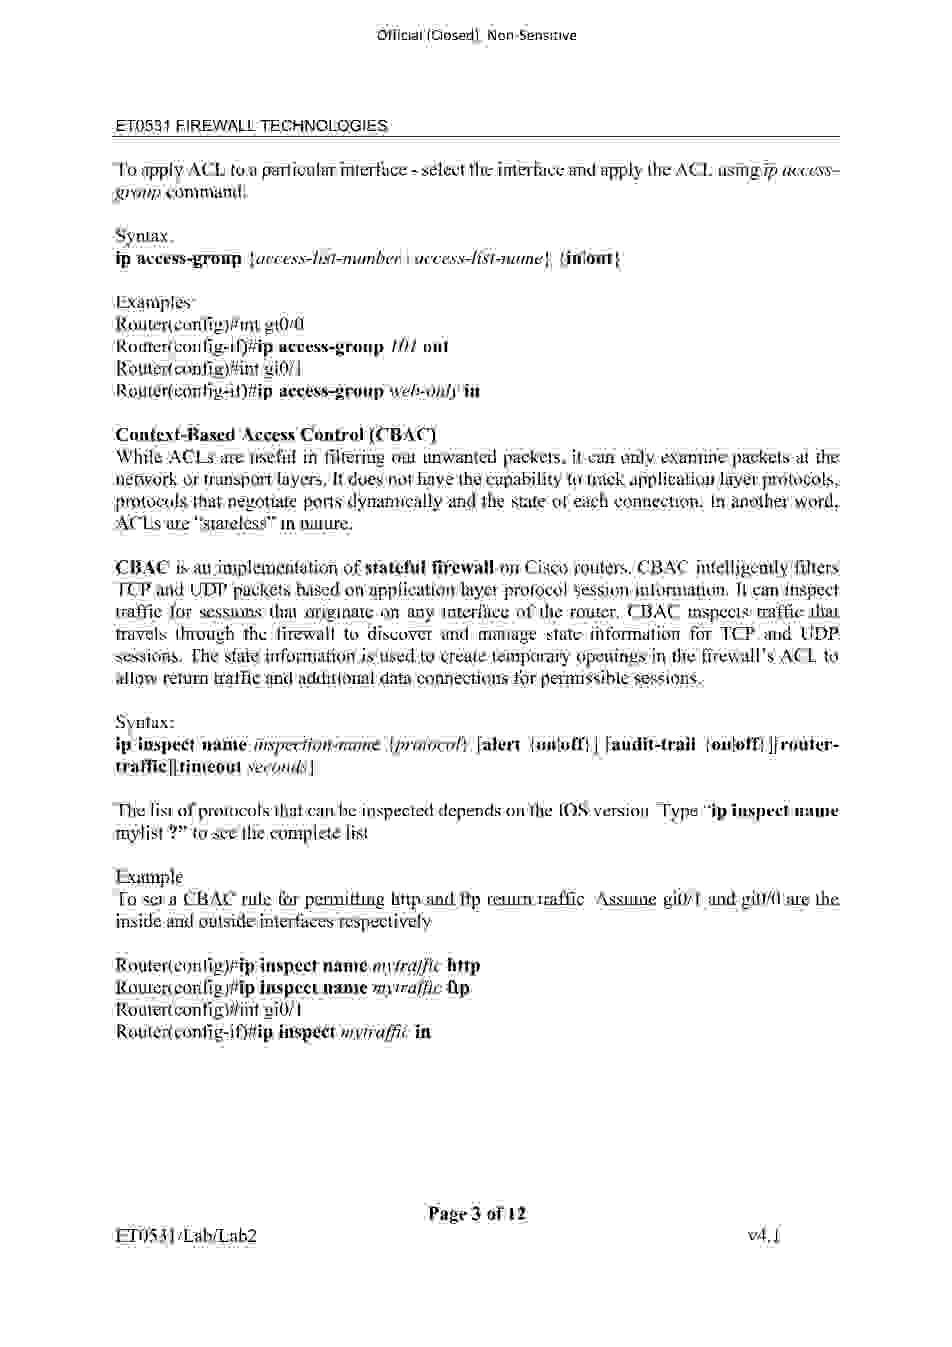 Official (Closed), Non-Sensitive
ET0531 FIREWALL TECHNOLOGIES
To apply ACL to a particular interface - select the interface and apply the ACL using ip access-
group command.
Syntax:
ip access-group {access-list-number | access-list-name} {in|out}
Examples:
Router(config)#int gi0/0
Router(config-if)#ip access-group 101 out
Router(config)#int gi0/1
Router(config-if)#ip access-group web-only in
Context-Based Access Control (CBAC)
While ACLs are useful in filtering out unwanted packets, it can only examine packets at the
network or transport layers. It does not have the capability to track application layer protocols,
protocols that negotiate ports dynamically and the state of each connection. In another word,
ACLs are "stateless" in nature.
CBAC is an implementation of stateful firewall on Cisco routers. CBAC intelligently filters
TCP and UDP packets based on application layer protocol session information. It can inspect
traffic for sessions that originate on any interface of the router. CBAC inspects traffic that
travels through the firewall to discover and manage state information for TCP and UDP
sessions. The state information is used to create temporary openings in the firewall's ACL to
allow return traffic and additional data connections for permissible sessions.
Syntax:
ip inspect name inspection-name {protocol} [alert {on|off}] [audit-trail {on|off}][router-
traffic][timeout seconds]
The list of protocols that can be inspected depends on the IOS version. Type "ip inspect name
mylist ?" to see the complete list
Example
To set a CBAC rule for permitting http and ftp return traffic. Assume gi0/1 and gi0/0 are the
inside and outside interfaces respectively
Router(config)#ip inspect name mytraffic http
Router(config)#ip inspect name mytraffic ftp
Router(config)#int gi0/1
Router(config-if)#ip inspect mytraffic in
Page 3 of 12
ET0531/Lab/Lab2 v4.1